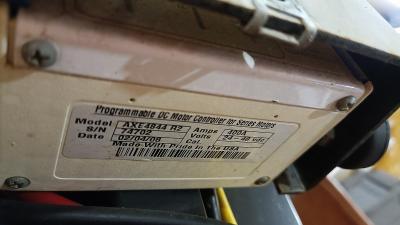 Programmable DC Motor Controller for Series Motors
Model AXE4844 R2 Amps 400A
S/N 74702 Volts 24 - 48 vdc
Date 02/04/08 Cal.
Made With Pride in the USA